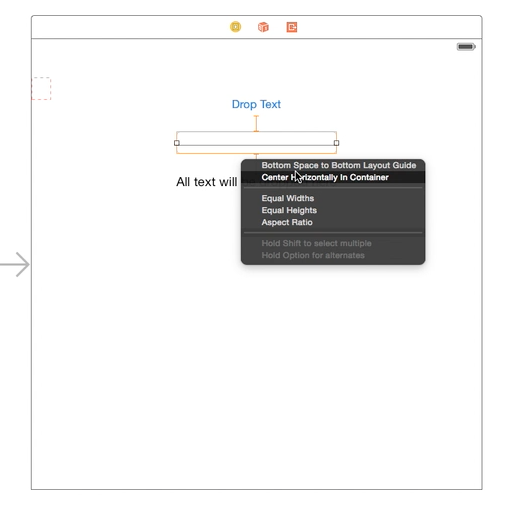 Drop Text
All text will
Bottom Space to Bottom Layout Guide
Center Horizontally In Container
Equal Widths
Equal Heights
Aspect Ratio
Hold Shift to select multiple
Hold Option for alternates